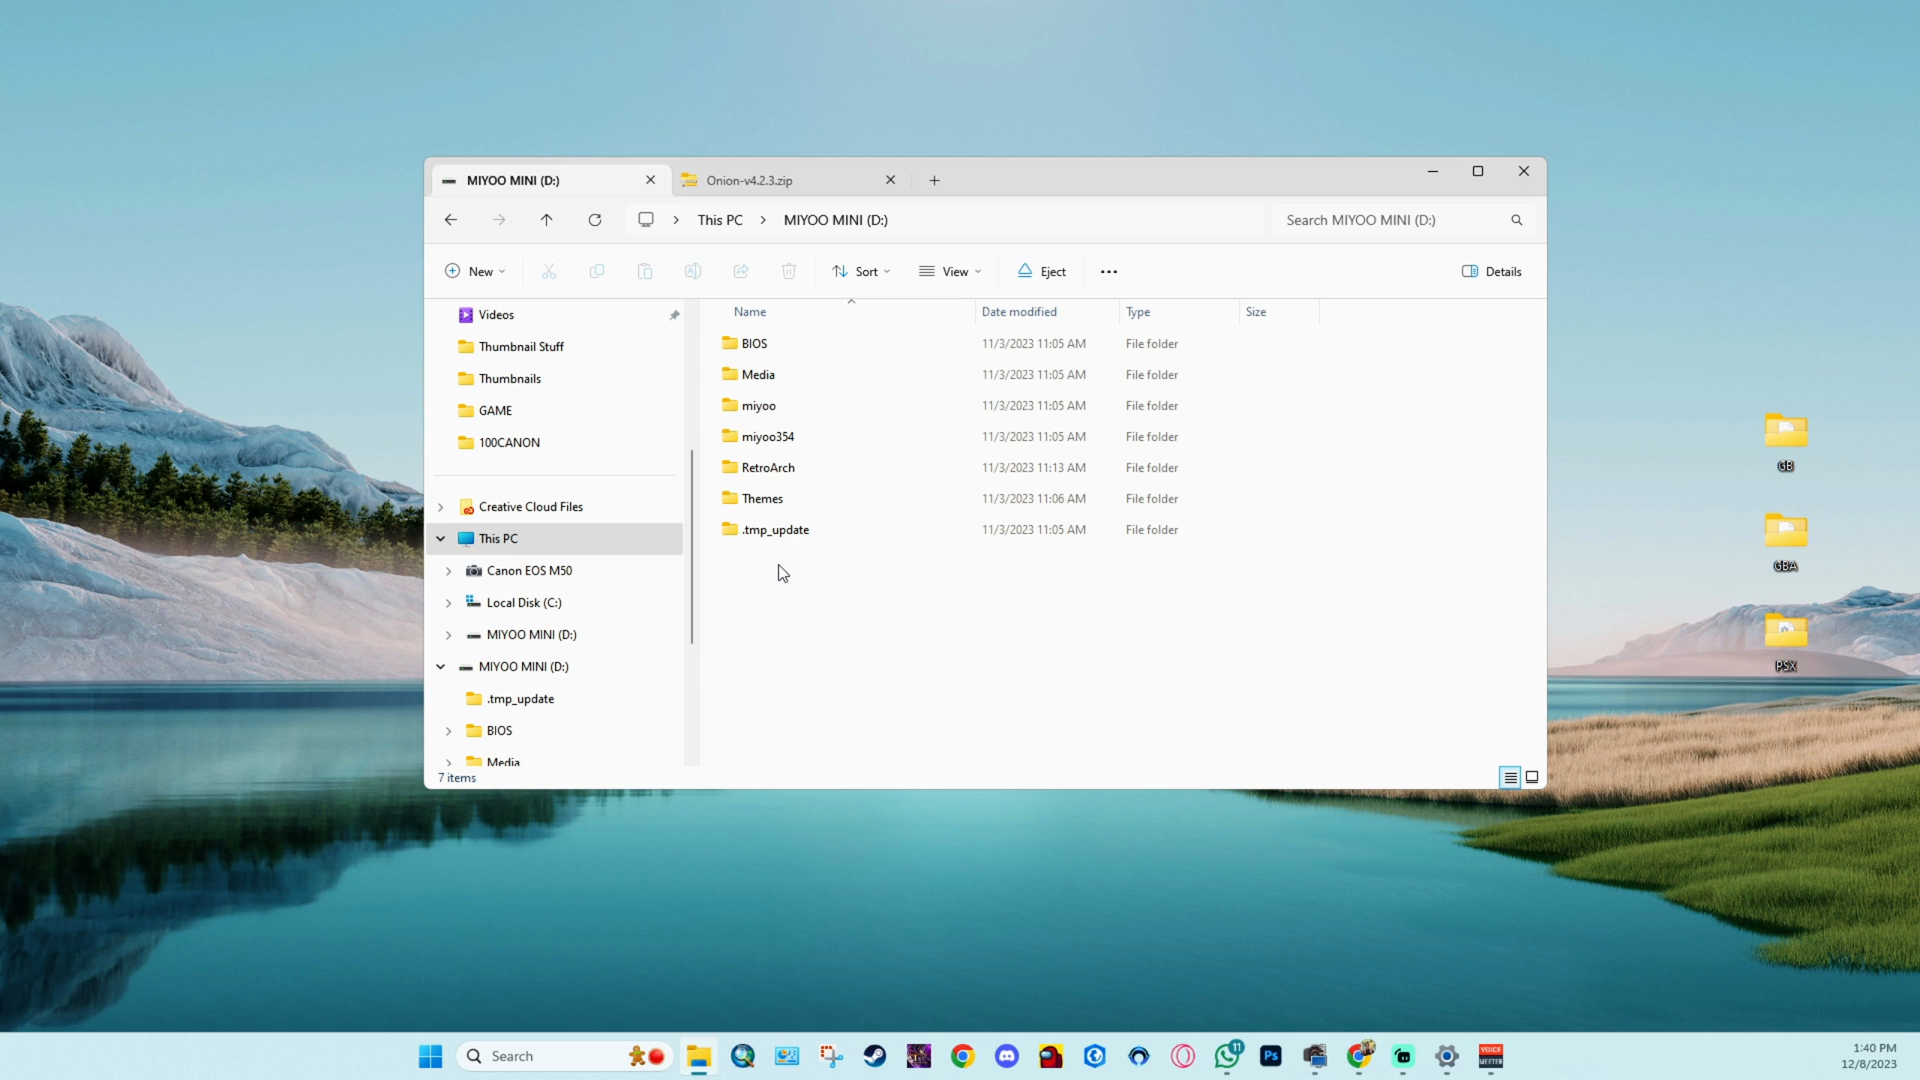 MIYOO MINI (D:)
Onion-v4.2.3.zip
This PC
MIYOO MINI (D:)
Search MIYOO MINI (D:)
New
Sort
View
Eject
Details
Name
Date modified
Type
Size
Videos
Thumbnail Stuff
Thumbnails
GAME
100CANON
Creative Cloud Files
This PC
Canon EOS M50
Local Disk (C:)
MIYOO MINI (D:)
MIYOO MINI (D:)
.tmp_update
BIOS
Media
BIOS 11/3/2023 11:05 AM File folder
Media 11/3/2023 11:05 AM File folder
miyoo 11/3/2023 11:05 AM File folder
miyoo354 11/3/2023 11:05 AM File folder
RetroArch 11/3/2023 11:13 AM File folder
Themes 11/3/2023 11:06 AM File folder
.tmp_update 11/3/2023 11:05 AM File folder
7 items
GB
GBA
PSX
Search
11
Ps
VOICE
MEETER
1:40 PM
12/8/2023